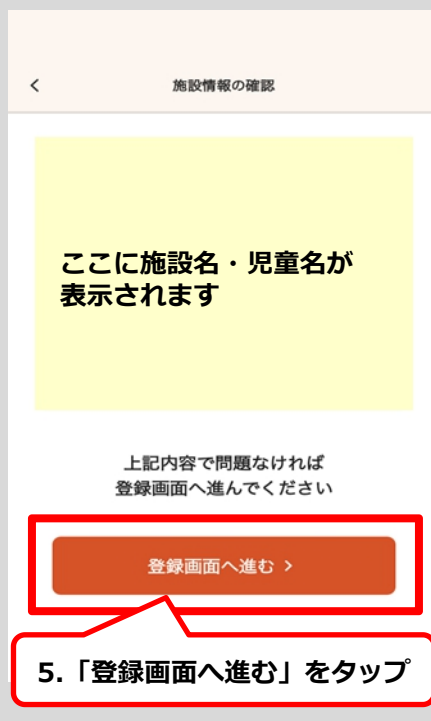 施設情報の確認
ここに施設名・児童名が
表示されます
上記内容で問題なければ
登録画面へ進んでください
登録画面へ進む >
5.「登録画面へ進む」をタップ